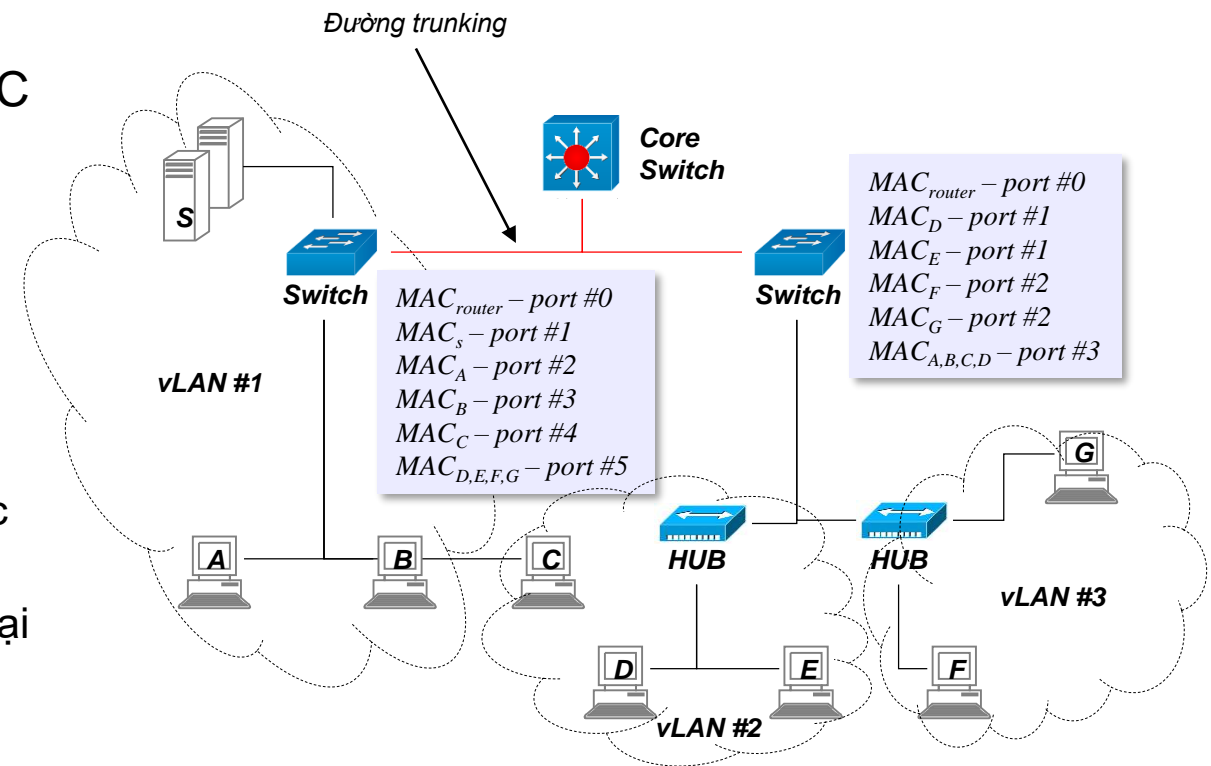 Đường trunking
C
Core
Switch
S
Switch
MACrouter – port #0
MACs – port #1
MACA – port #2
MACB – port #3
MACC – port #4
MACD,E,F,G – port #5
Switch
MACrouter – port #0
MACD – port #1
MACE – port #1
MACF – port #2
MACG – port #2
MACA,B,C,D – port #3
vLAN #1
G
c
A
B
C
HUB
HUB
vLAN #3
ại
D
E
F
vLAN #2